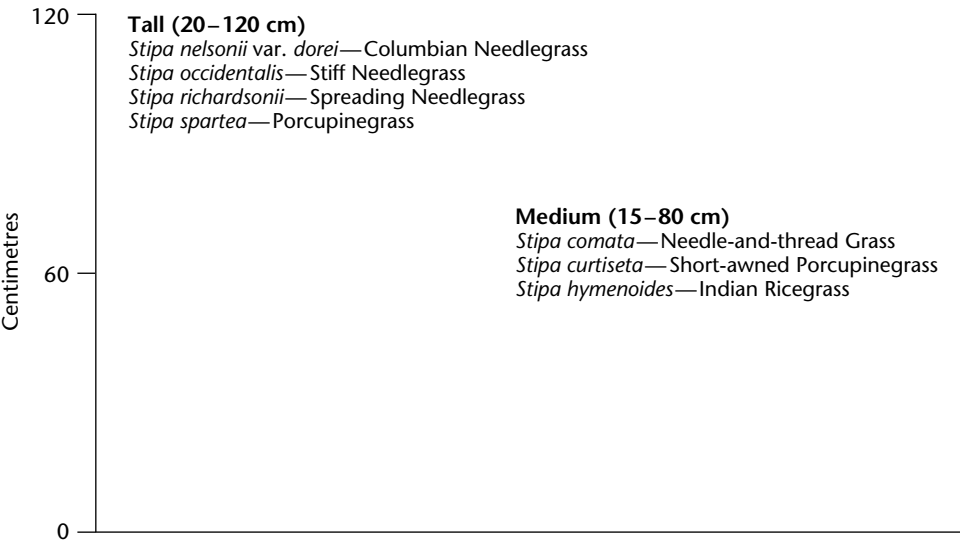 120
Tall (20–120 cm)
Stipa nelsonii var. dorei—Columbian Needlegrass
Stipa occidentalis—Stiff Needlegrass
Stipa richardsonii—Spreading Needlegrass
Stipa spartea—Porcupinegrass
Medium (15–80 cm)
Stipa comata—Needle-and-thread Grass
Stipa curtiseta—Short-awned Porcupinegrass
Stipa hymenoides—Indian Ricegrass
Centimetres
60
0